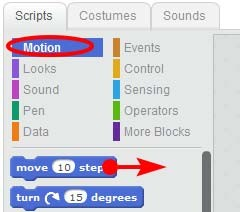 Scripts Costumes Sounds
Motion Events
Looks Control
Sound Sensing
Pen Operators
Data More Blocks
move 10 step
turn 15 degrees